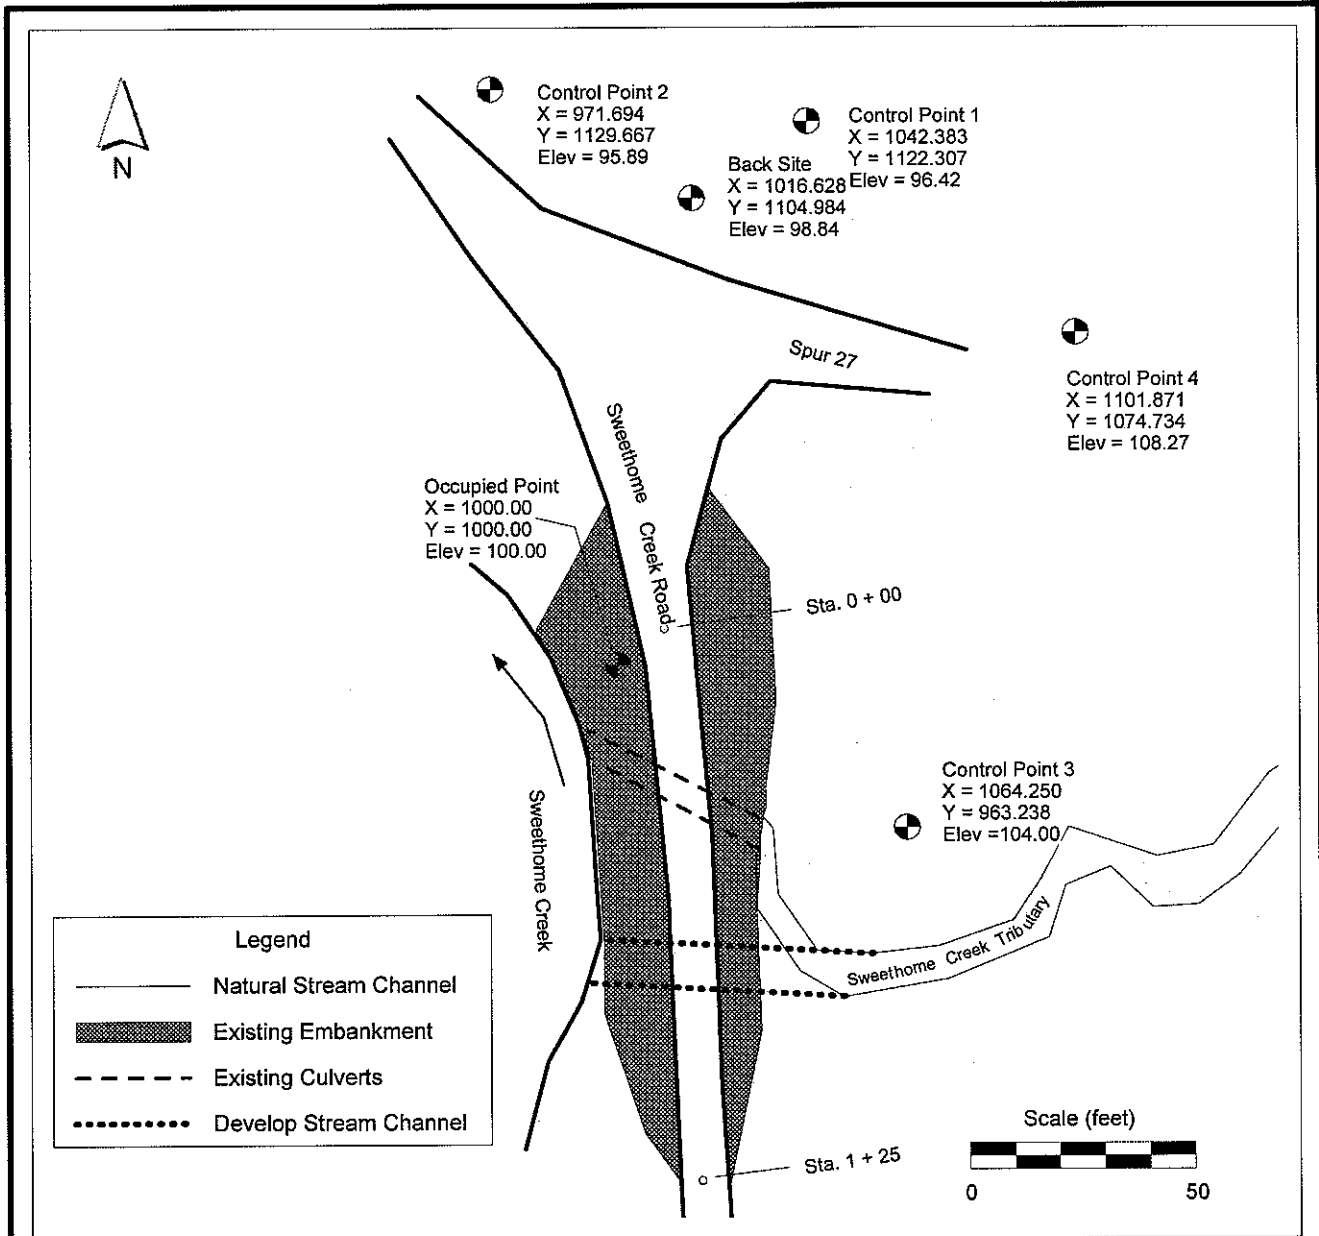 N
Control Point 2
X = 971.694
Y = 1129.667
Elev = 95.89
Control Point 1
X = 1042.383
Y = 1122.307
Elev = 96.42
Back Site
X = 1016.628
Y = 1104.984
Elev = 98.84
Spur 27
Control Point 4
X = 1101.871
Y = 1074.734
Elev = 108.27
Sweethome Creek Road
Occupied Point
X = 1000.00
Y = 1000.00
Elev = 100.00
Sta. 0 + 00
Control Point 3
X = 1064.250
Y = 963.238
Elev =104.00
Sweethome Creek
Sweethome Creek Tributary
Legend
Natural Stream Channel
Existing Embankment
Existing Culverts
Develop Stream Channel
Sta. 1 + 25
Scale (feet)
0 50